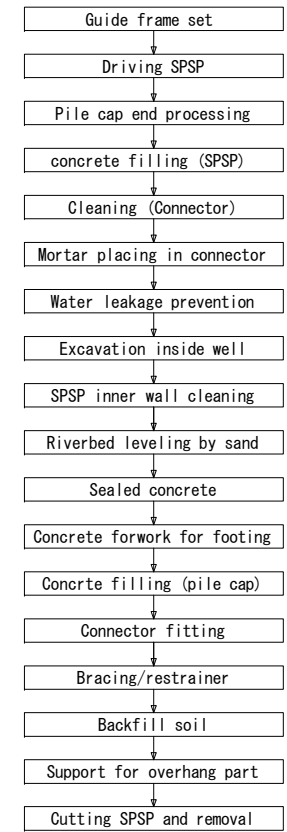 Guide frame set
Driving SPSP
Pile cap end processing
concrete filling (SPSP)
Cleaning (Connector)
Mortar placing in connector
Water leakage prevention
Excavation inside well
SPSP inner wall cleaning
Riverbed leveling by sand
Sealed concrete
Concrete forwork for footing
Concrte filling (pile cap)
Connector fitting
Bracing/restrainer
Backfill soil
Support for overhang part
Cutting SPSP and removal